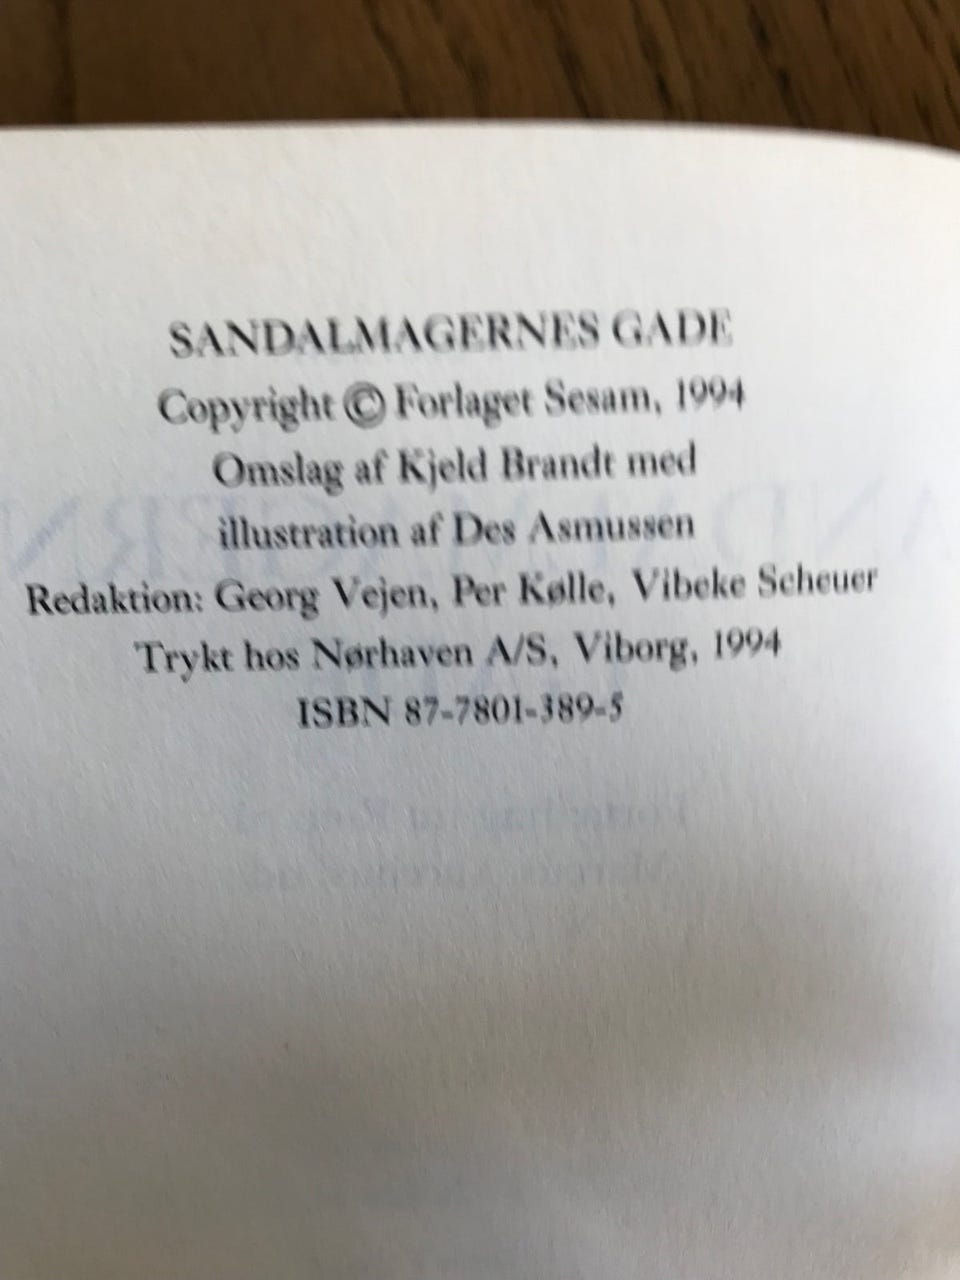 SANDALMAGERNES GADE
Copyright © Forlaget Sesam, 1994
Omslag af Kjeld Brandt med
illustration af Des Asmussen
Redaktion: Georg Vejen, Per Kølle, Vibeke Scheuer
Trykt hos Nørhaven A/S, Viborg, 1994
ISBN 87-7801-389-5